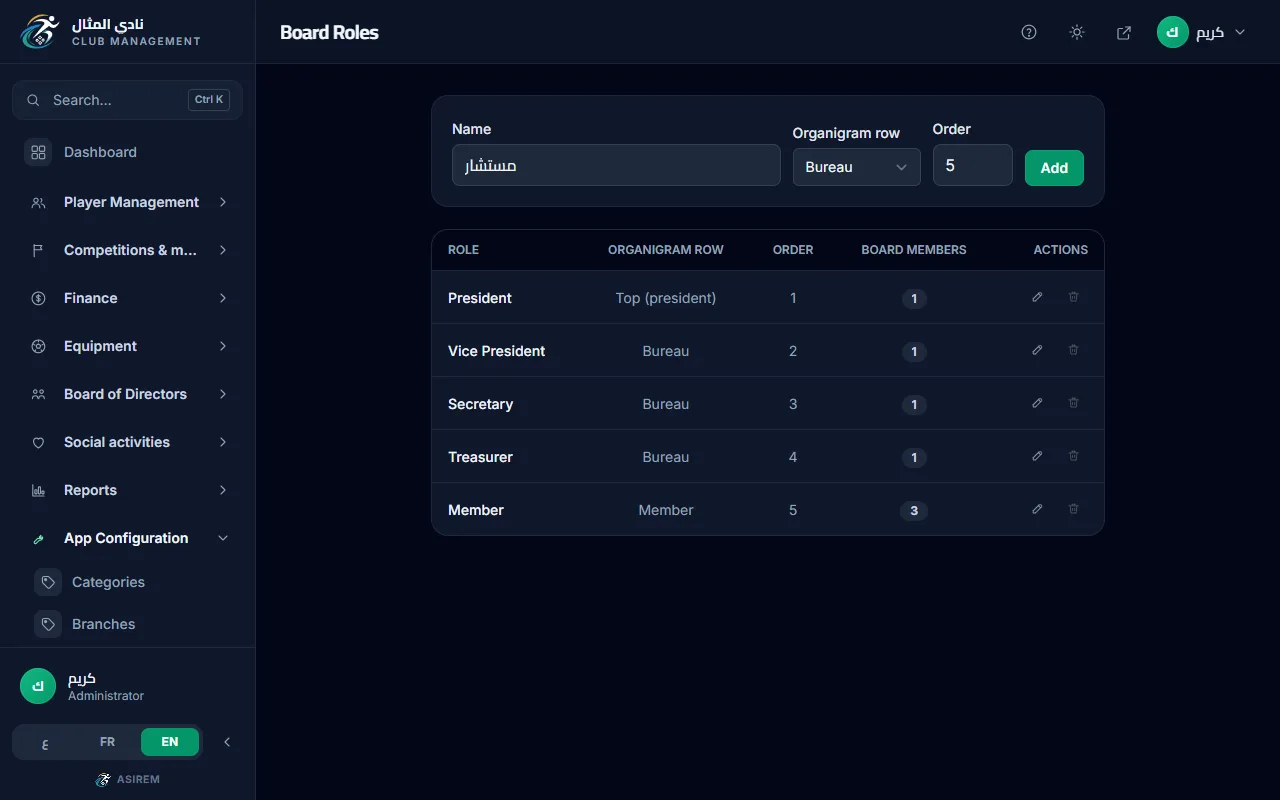 نادي المثال
CLUB MANAGEMENT
Board Roles
ك
كريم
Search...
Ctrl K
Dashboard
Player Management
Competitions & m...
Finance
Equipment
Board of Directors
Social activities
Reports
App Configuration
Categories
Branches
ك
كريم
Administrator
ع FR EN
ASIREM
Name
Organigram row
Order
مستشار
Bureau
5
Add
ROLE ORGANIGRAM ROW ORDER BOARD MEMBERS ACTIONS
President Top (president) 1 1
Vice President Bureau 2 1
Secretary Bureau 3 1
Treasurer Bureau 4 1
Member Member 5 3